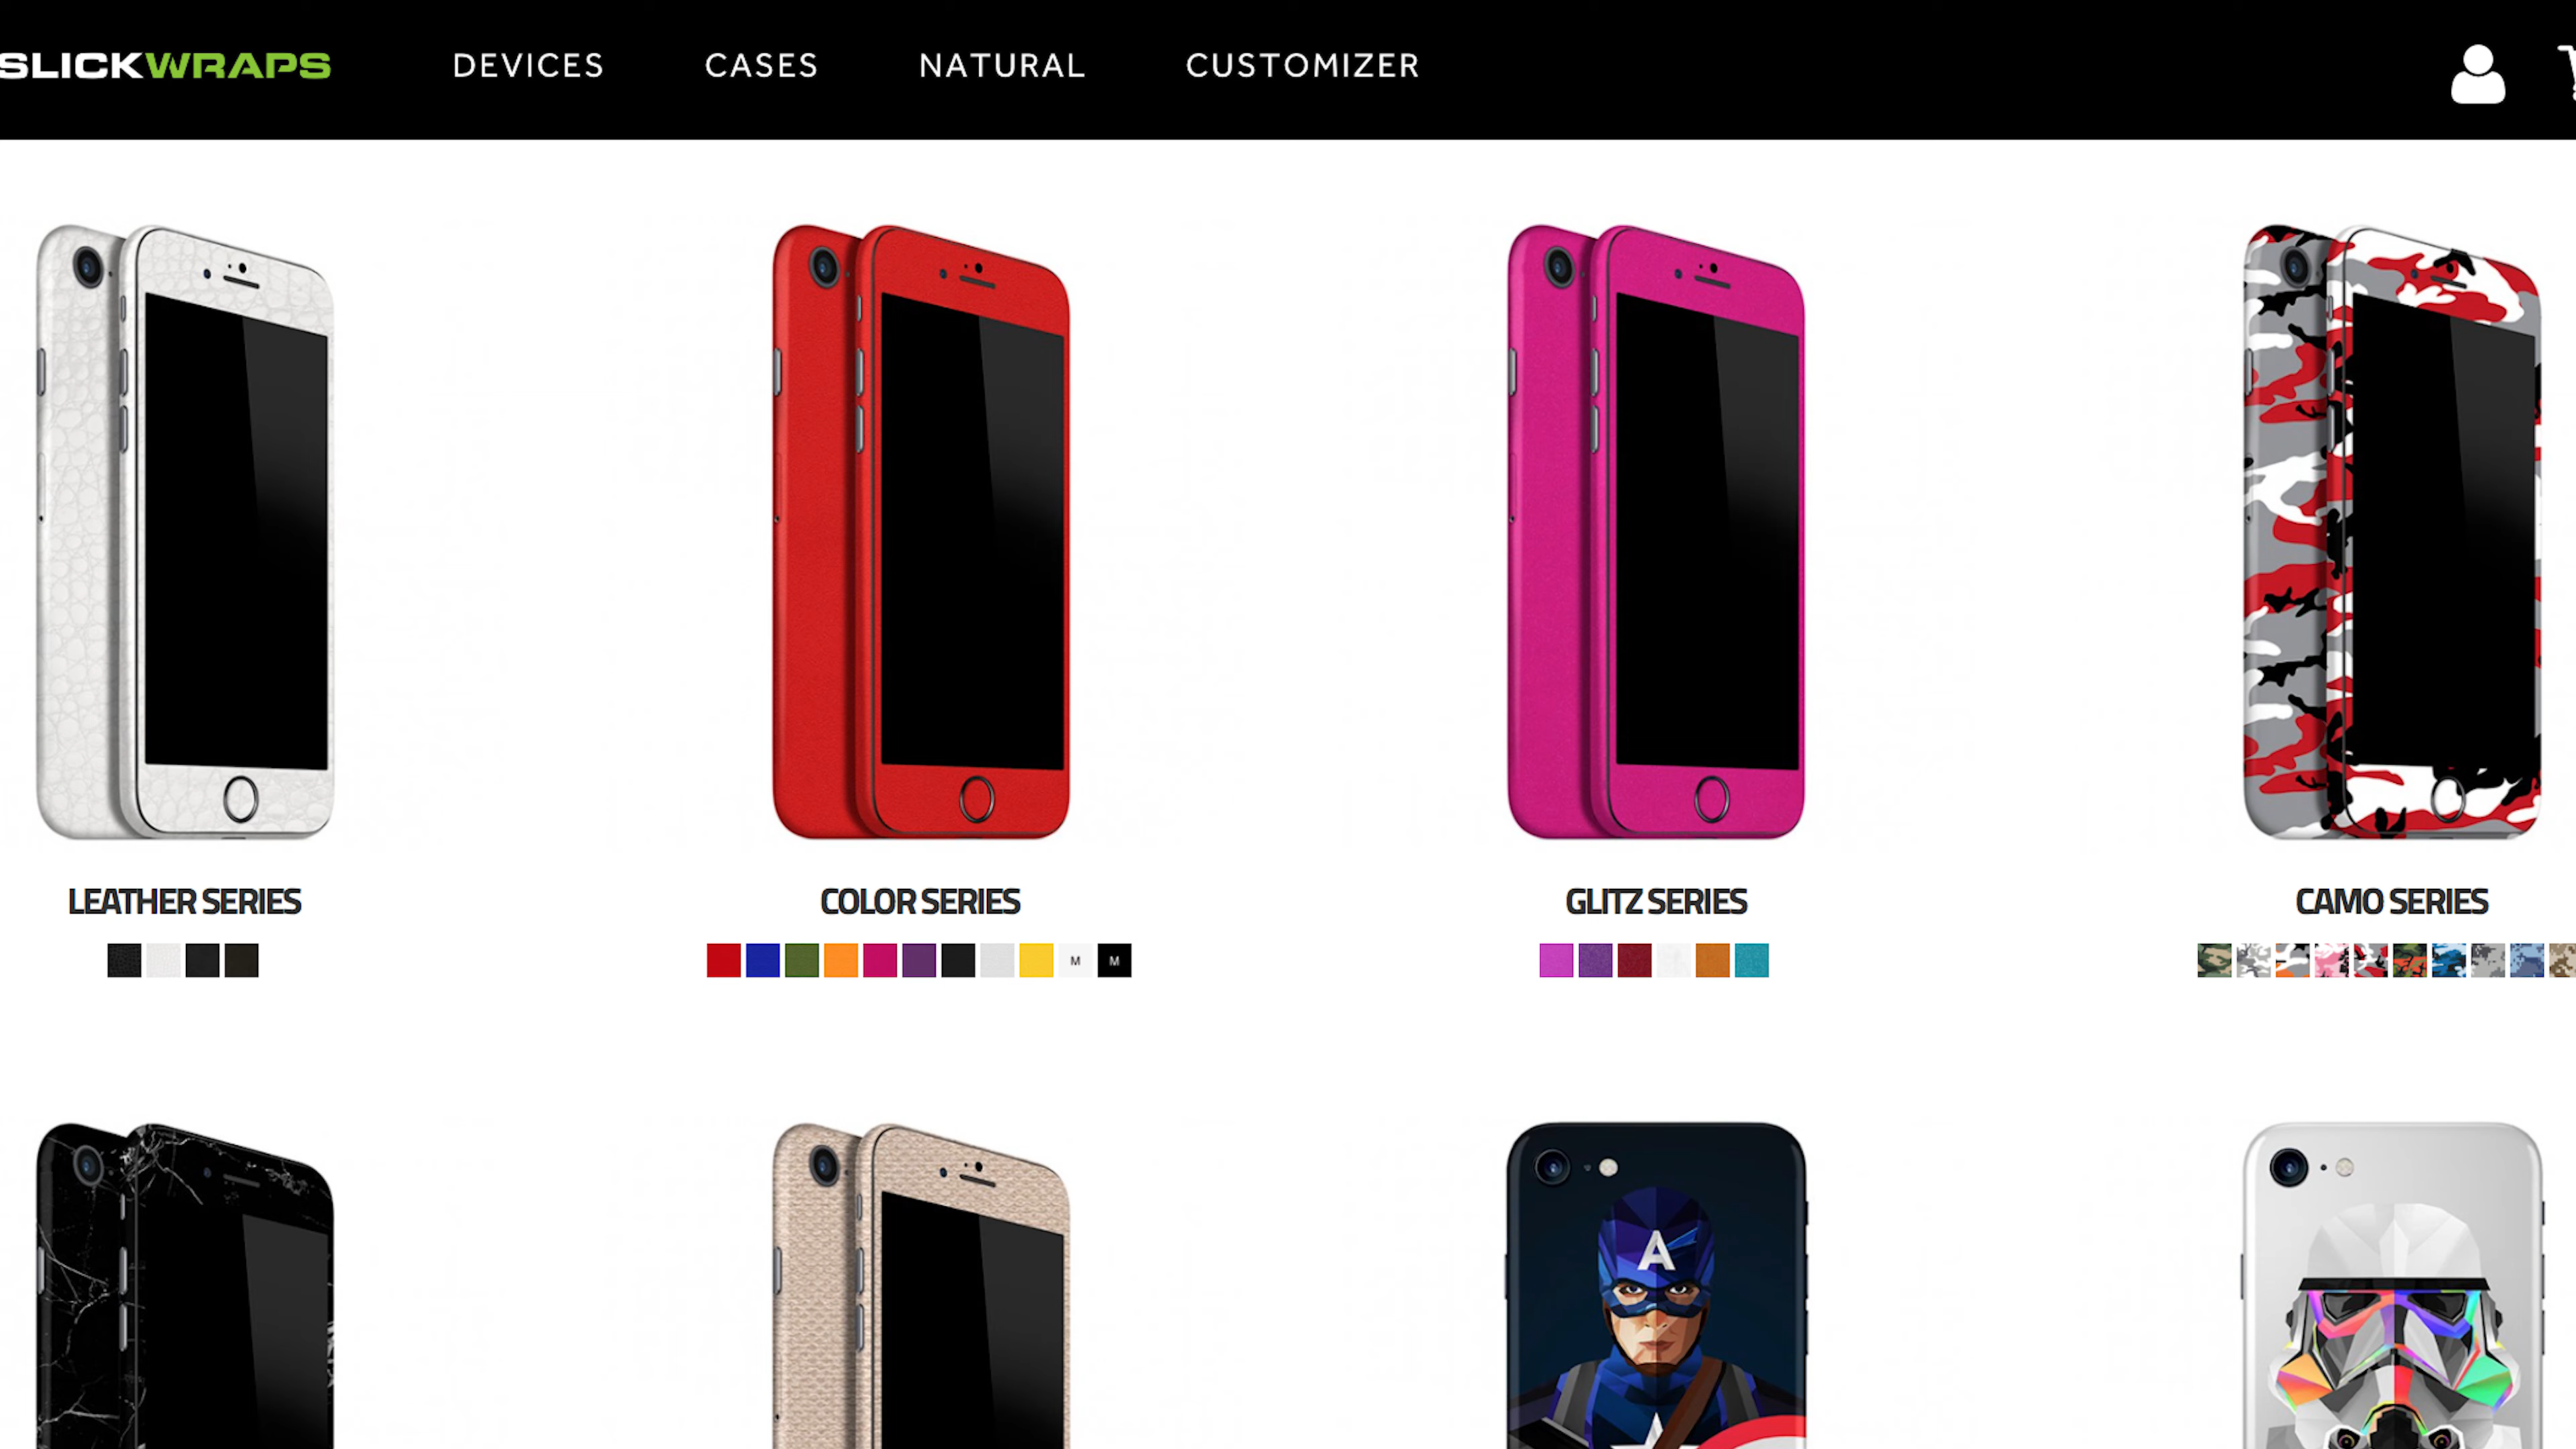 SLICKWRAPS DEVICES CASES NATURAL CUSTOMIZER
LEATHER SERIES
COLOR SERIES
GLITZ SERIES
CAMO SERIES
M M
A